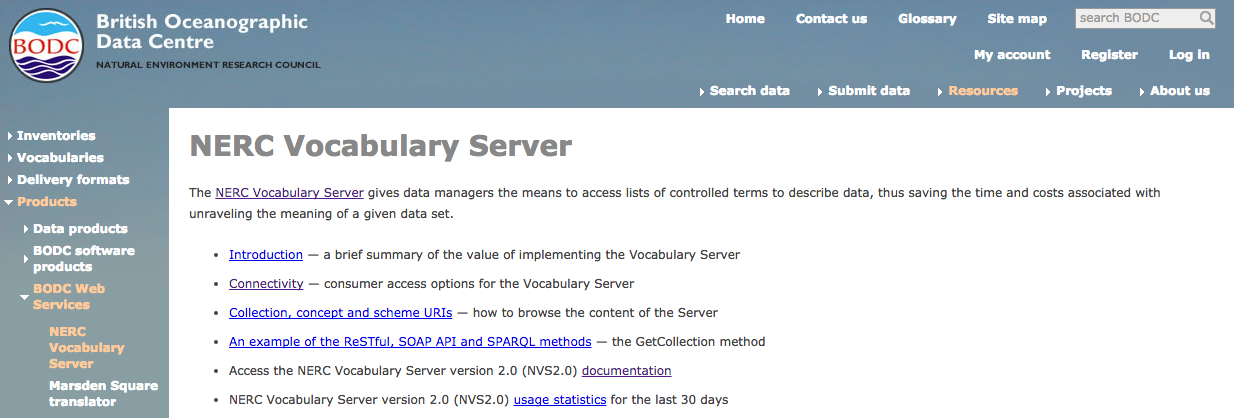 British Oceanographic
Data Centre
NATURAL ENVIRONMENT RESEARCH COUNCIL
BODC
Home
Contact us
Glossary
Site map
search BODC
My account
Register
Log in
Search data
Submit data
Resources
Projects
About us
Inventories
Vocabularies
Delivery formats
Products
Data products
BODC software
products
BODC Web
Services
NERC
Vocabulary
Server
Marsden Square
translator
NERC Vocabulary Server
The NERC Vocabulary Server gives data managers the means to access lists of controlled terms to describe data, thus saving the time and costs associated with
unraveling the meaning of a given data set.
• Introduction — a brief summary of the value of implementing the Vocabulary Server
• Connectivity — consumer access options for the Vocabulary Server
• Collection, concept and scheme URIs — how to browse the content of the Server
• An example of the ReSTful, SOAP API and SPARQL methods — the GetCollection method
• Access the NERC Vocabulary Server version 2.0 (NVS2.0) documentation
• NERC Vocabulary Server version 2.0 (NVS2.0) usage statistics for the last 30 days